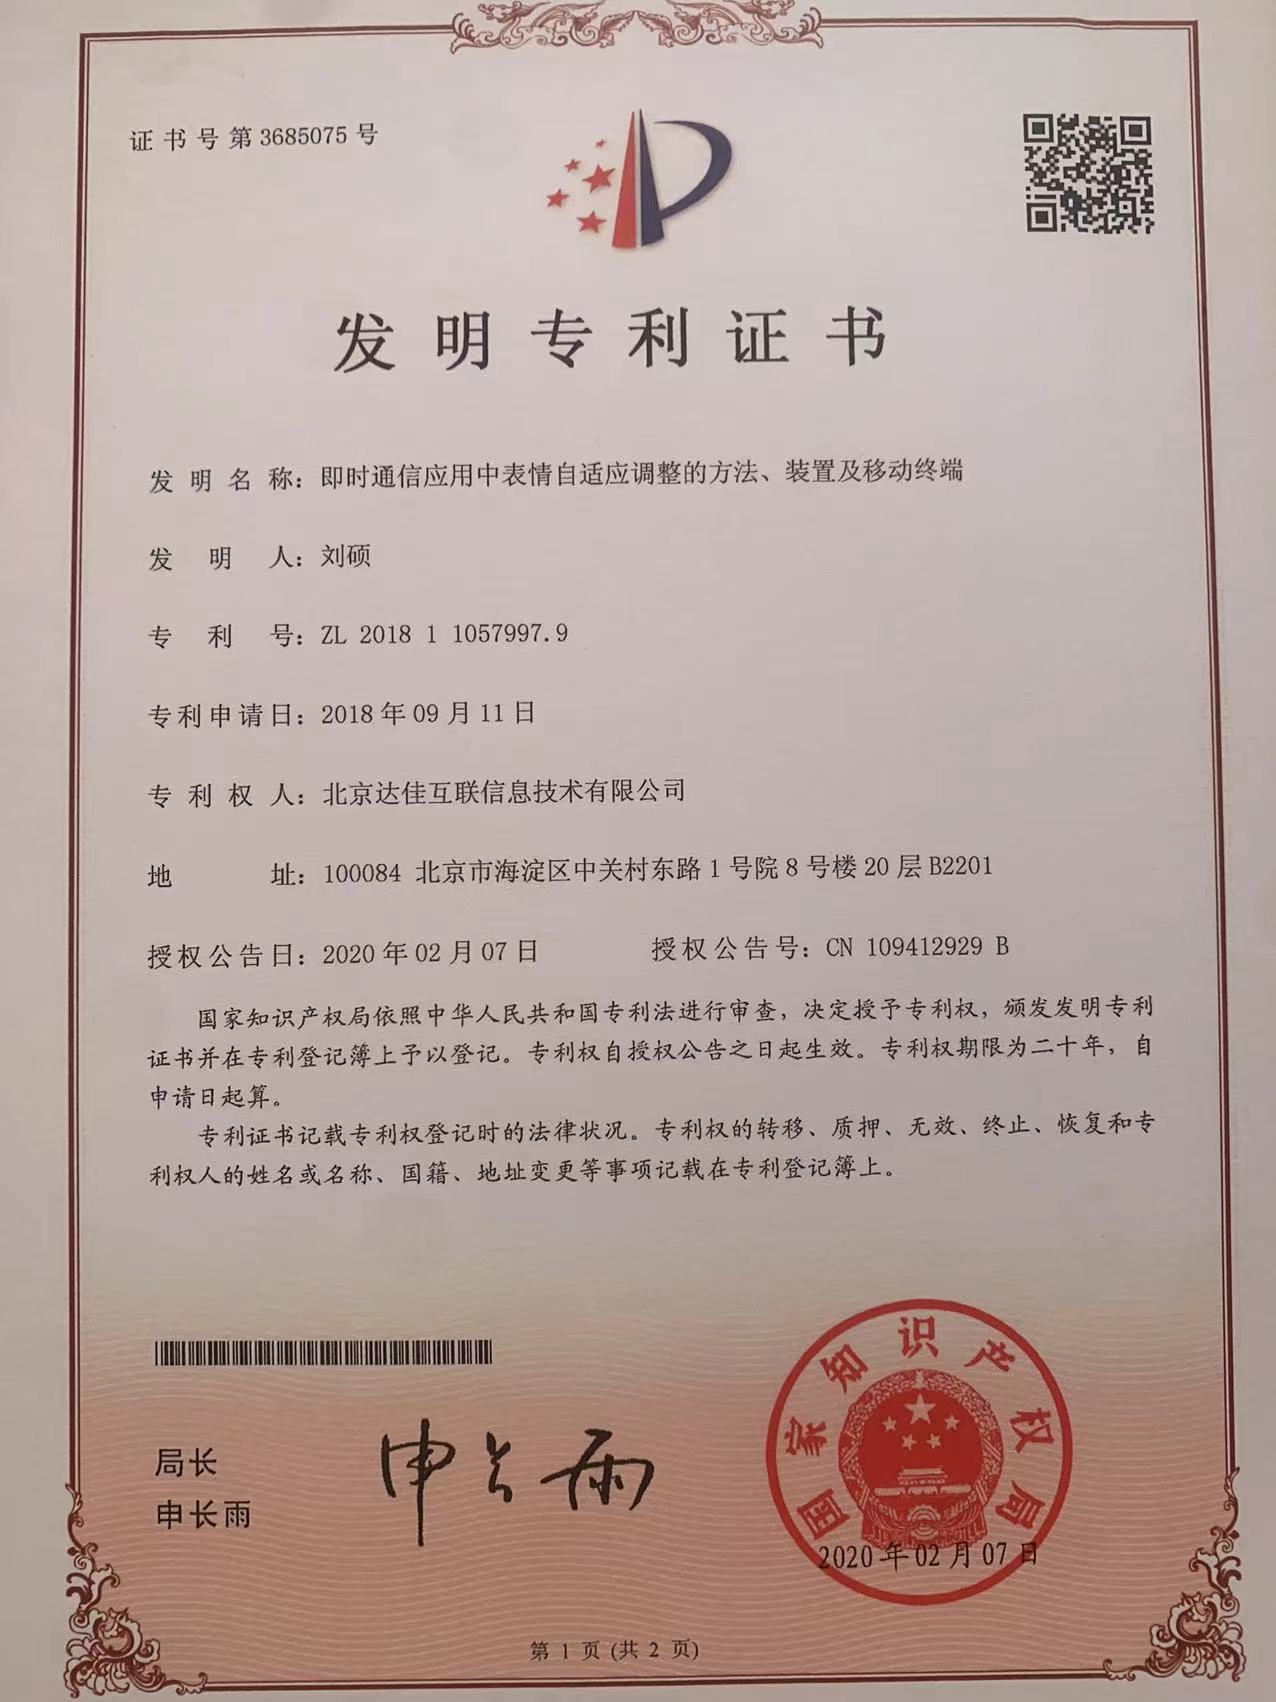 证书号第3685075号
发明专利证书
发明名称：即时通信应用中表情自适应调整的方法、装置及移动终端
发明人：刘硕
专利号：ZL 2018 1 1057997.9
专利申请日：2018年09月11日
专利权人：北京达佳互联信息技术有限公司
地址：100084 北京市海淀区中关村东路1号院8号楼20层B2201
授权公告日：2020年02月07日 授权公告号：CN 109412929 B
国家知识产权局依照中华人民共和国专利法进行审查，决定授予专利权，颁发发明专利
证书并在专利登记簿上予以登记。专利权自授权公告之日起生效。专利权期限为二十年，自
申请日起算。
专利证书记载专利权登记时的法律状况。专利权的转移、质押、无效、终止、恢复和专
利权人的姓名或名称、国籍、地址变更等事项记载在专利登记簿上。
局长
申长雨
申长雨
国家知识产权局
2020年02月07日
第 1 页 (共 2 页)